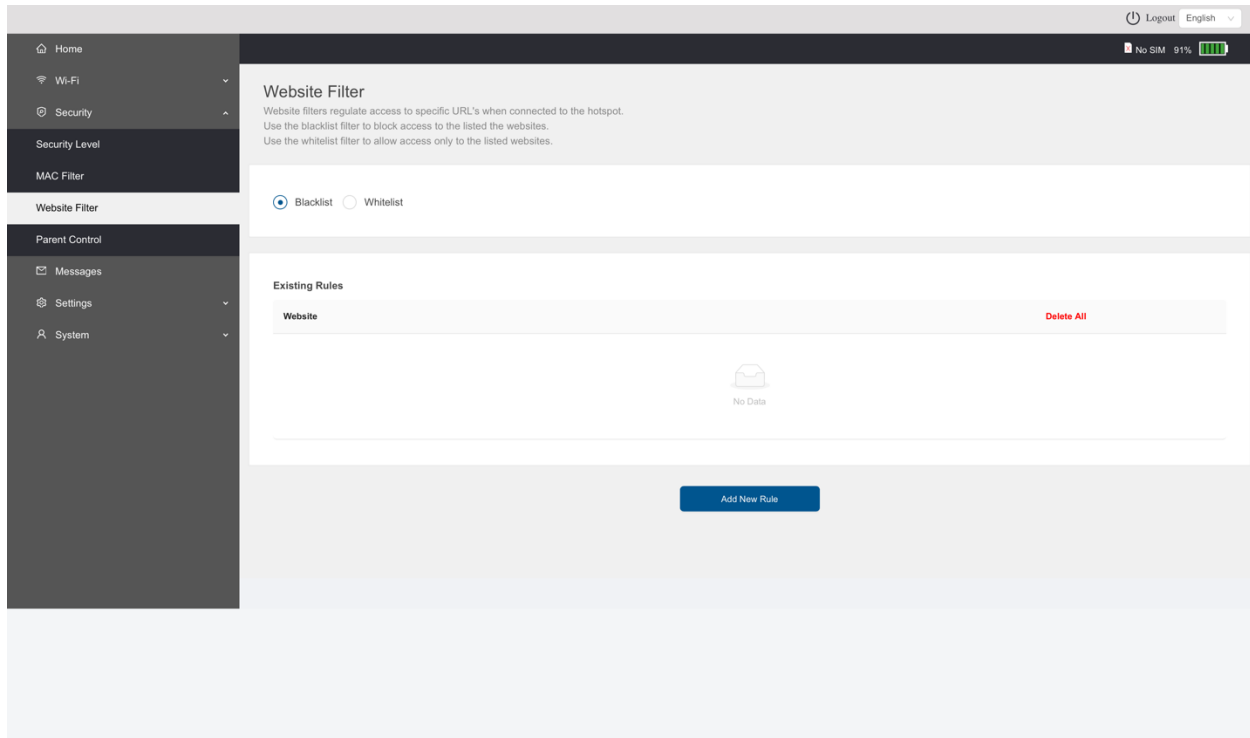 Logout English
Home
No SIM 91%
Wi-Fi
Security
Security Level
MAC Filter
Website Filter
Parent Control
Messages
Settings
System
Website Filter
Website filters regulate access to specific URL's when connected to the hotspot.
Use the blacklist filter to block access to the listed the websites.
Use the whitelist filter to allow access only to the listed websites.
Blacklist Whitelist
Existing Rules
Website Delete All
No Data
Add New Rule